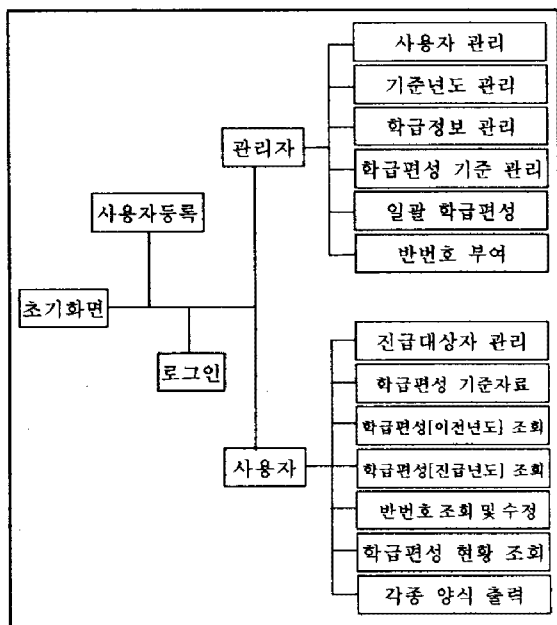 사용자 관리
기준년도 관리
학급정보 관리
관리자
학급편성 기준 관리
사용자등록
일괄 학급편성
반번호 부여
초기화면
로그인
진급대상자 관리
학급편성 기준자료
학급편성[이전년도] 조회
사용자
학급편성[진급년도] 조회
반번호 조회 및 수정
학급편성 현황 조회
각종 양식 출력